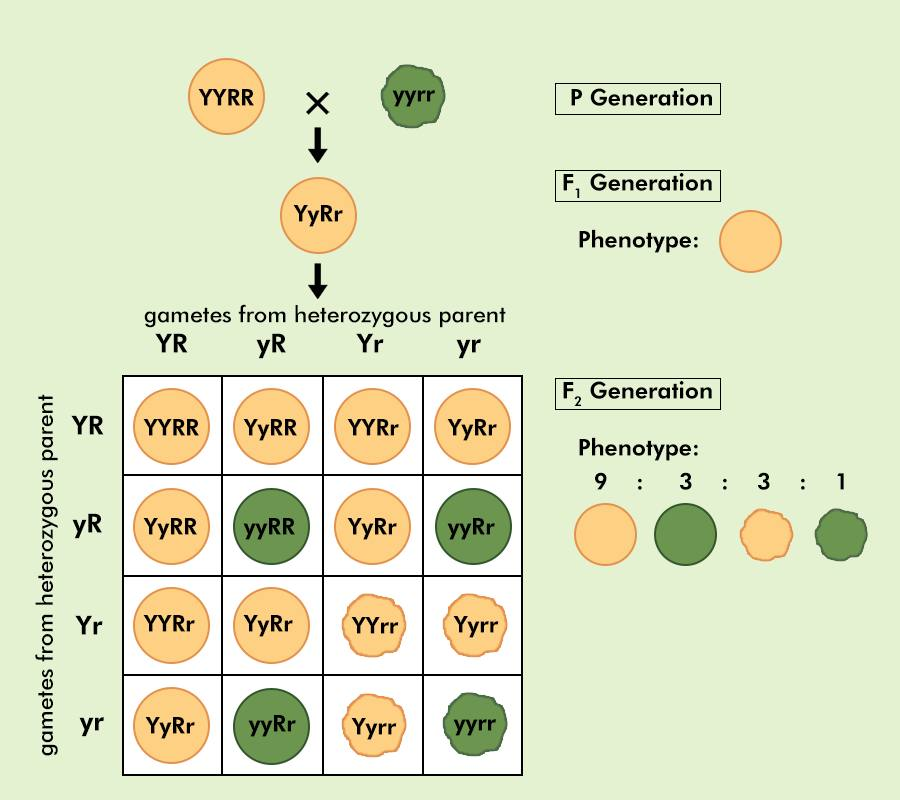 YYRR × yyrr
P Generation
F₁ Generation
YyRr
Phenotype:
gametes from heterozygous parent
YR yR Yr yr
F₂ Generation
Phenotype:
9 : 3 : 3 : 1
gametes from heterozygous parent
YR YYRR YyRR YYRr YyRr
yR YyRR yyRR YyRr yyRr
Yr YYRr YyRr YYrr Yyrr
yr YyRr yyRr Yyrr yyrr